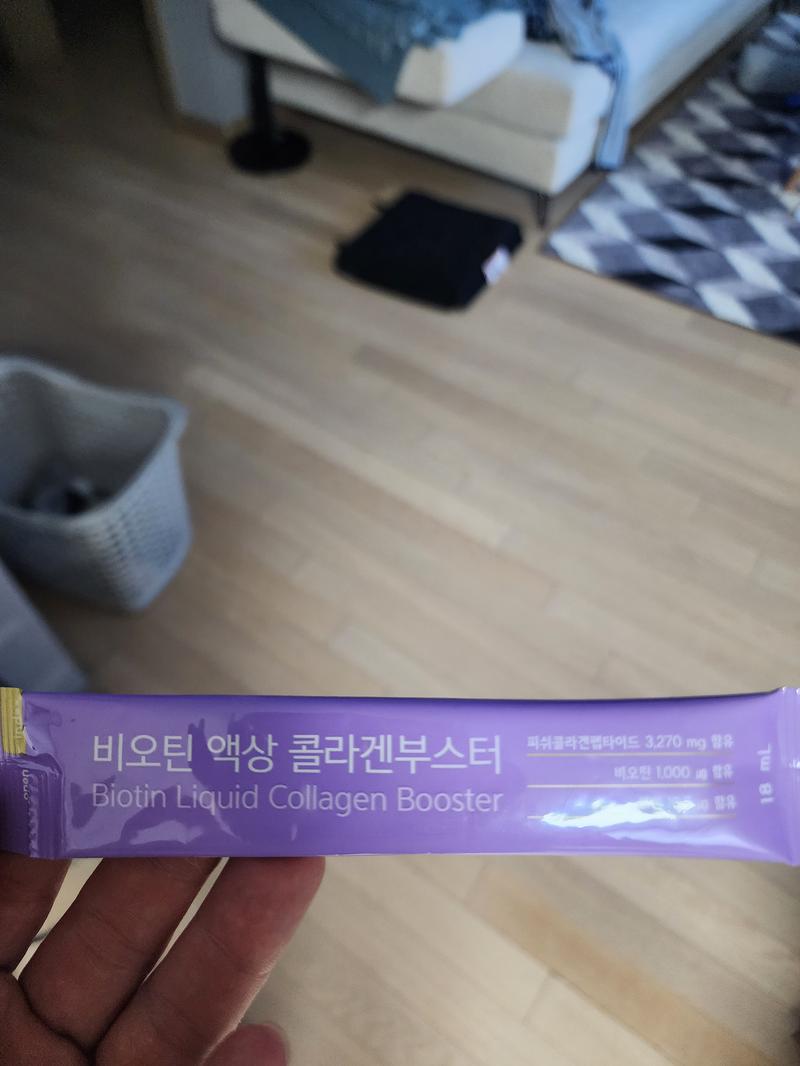 비오틴 액상 콜라겐부스터
Biotin Liquid Collagen Booster
피쉬콜라겐펩타이드 3,270 mg 함유
비오틴 1,000 μg 함유
함유
18 mL